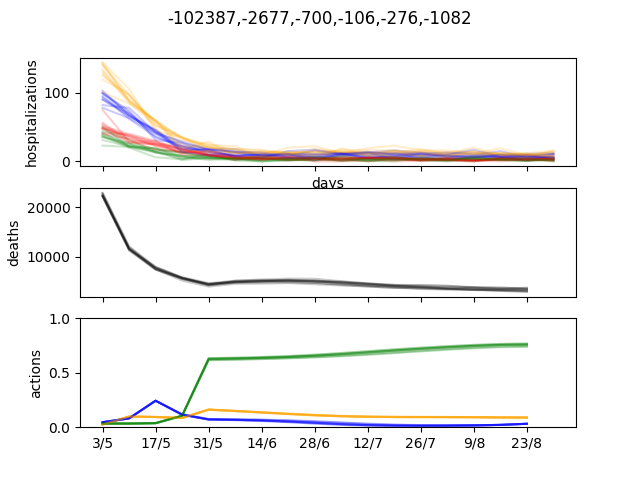 -102387,-2677,-700,-106,-276,-1082
hospitalizations
100
0
days
deaths
20000
10000
actions
1.0
0.5
0.0
3/5 17/5 31/5 14/6 28/6 12/7 26/7 9/8 23/8